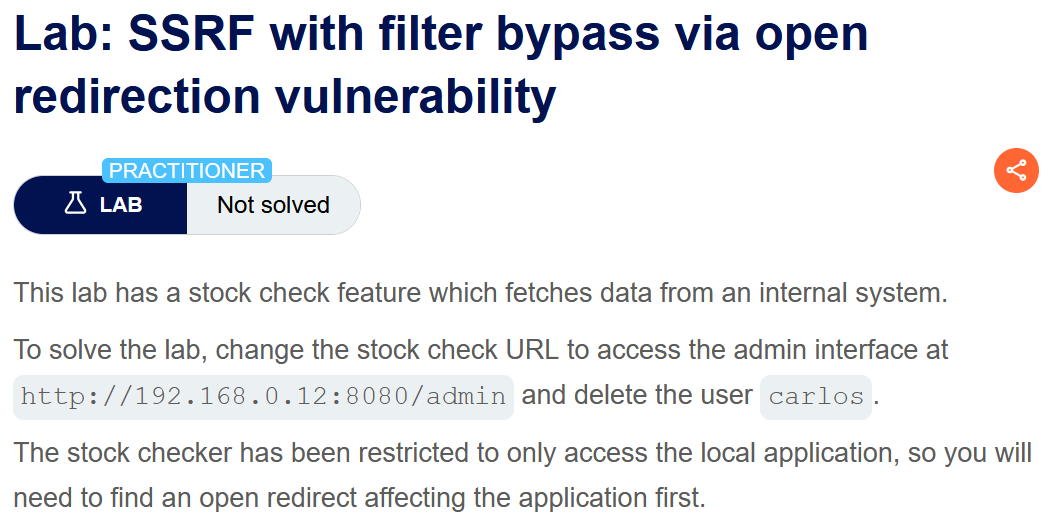 Lab: SSRF with filter bypass via open
redirection vulnerability
PRACTITIONER
LAB
Not solved
This lab has a stock check feature which fetches data from an internal system.
To solve the lab, change the stock check URL to access the admin interface at
http://192.168.0.12:8080/admin and delete the user carlos.
The stock checker has been restricted to only access the local application, so you will
need to find an open redirect affecting the application first.